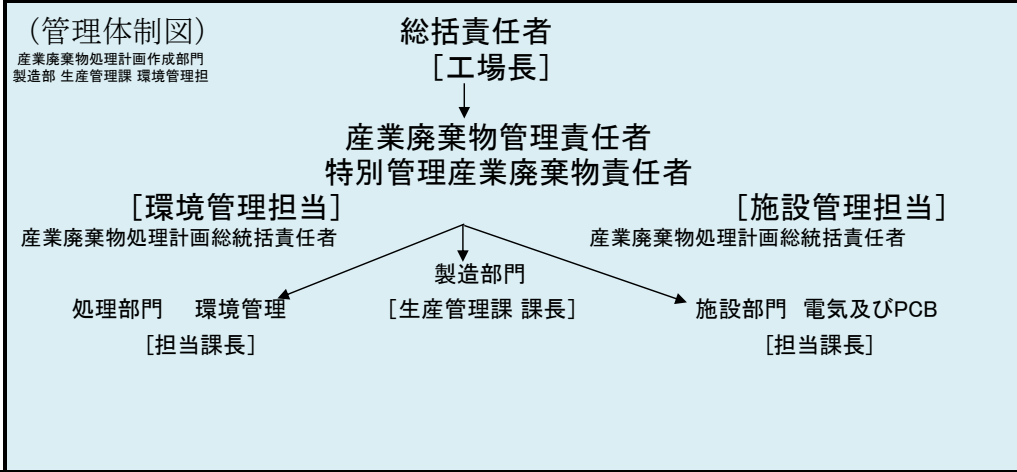 （管理体制図）
産業廃棄物処理計画作成部門
製造部 生産管理課 環境管理担
総括責任者
［工場長］
産業廃棄物管理責任者
特別管理産業廃棄物責任者
［環境管理担当］
［施設管理担当］
産業廃棄物処理計画総統括責任者
産業廃棄物処理計画総統括責任者
製造部門
［生産管理課 課長］
処理部門 環境管理
［担当課長］
施設部門 電気及びPCB
［担当課長］